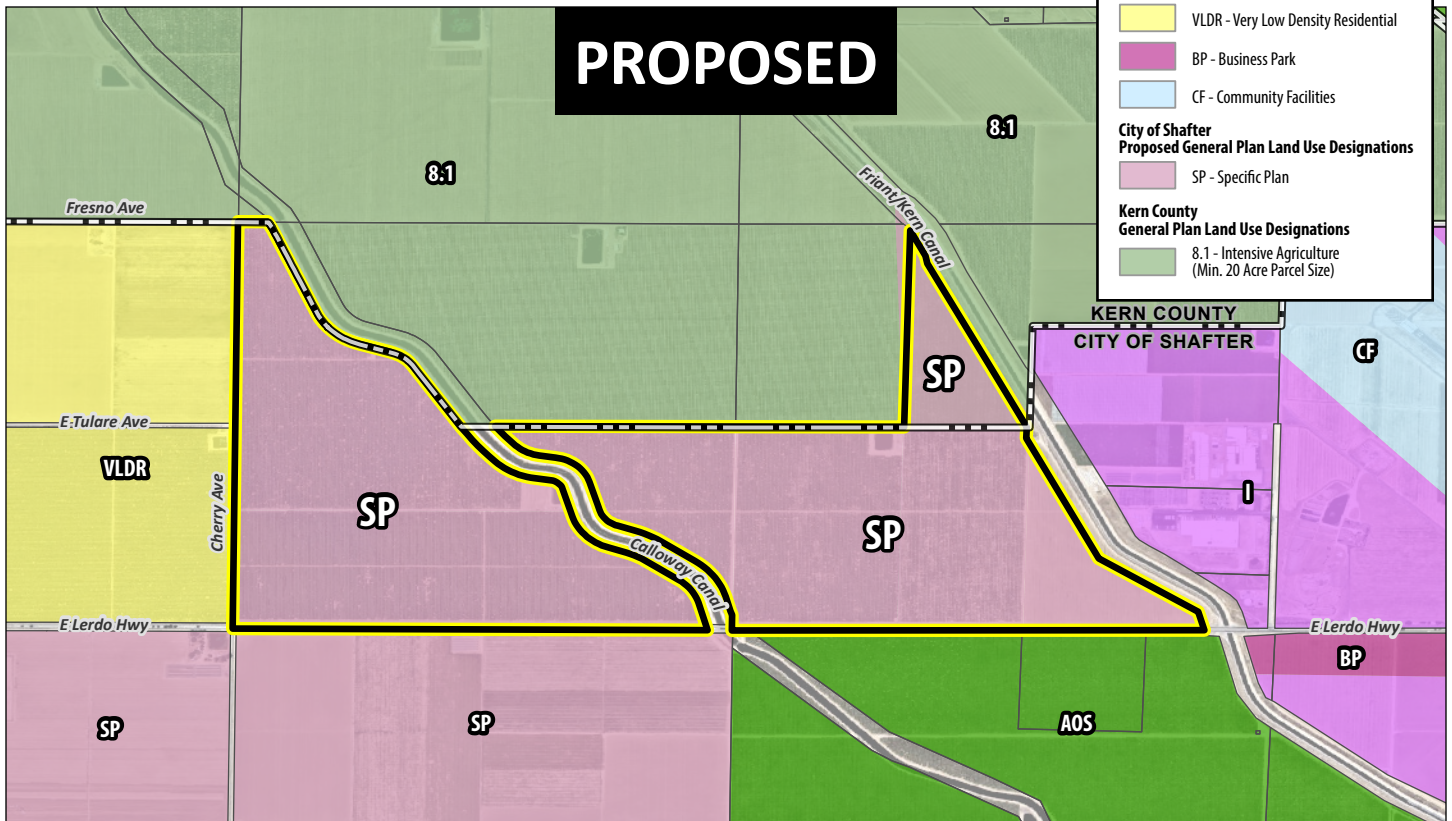 PROPOSED
VLDR - Very Low Density Residential
BP - Business Park
CF - Community Facilities
City of Shafter
Proposed General Plan Land Use Designations
SP - Specific Plan
Kern County
General Plan Land Use Designations
8.1 - Intensive Agriculture
(Min. 20 Acre Parcel Size)
8.1
8.1
Fresno Ave
Friant/Kern Canal
KERN COUNTY
CITY OF SHAFTER
CF
SP
E Tulare Ave
VLDR
Cherry Ave
SP
SP
I
Calloway Canal
E Lerdo Hwy
E Lerdo Hwy
BP
SP
SP
AOS